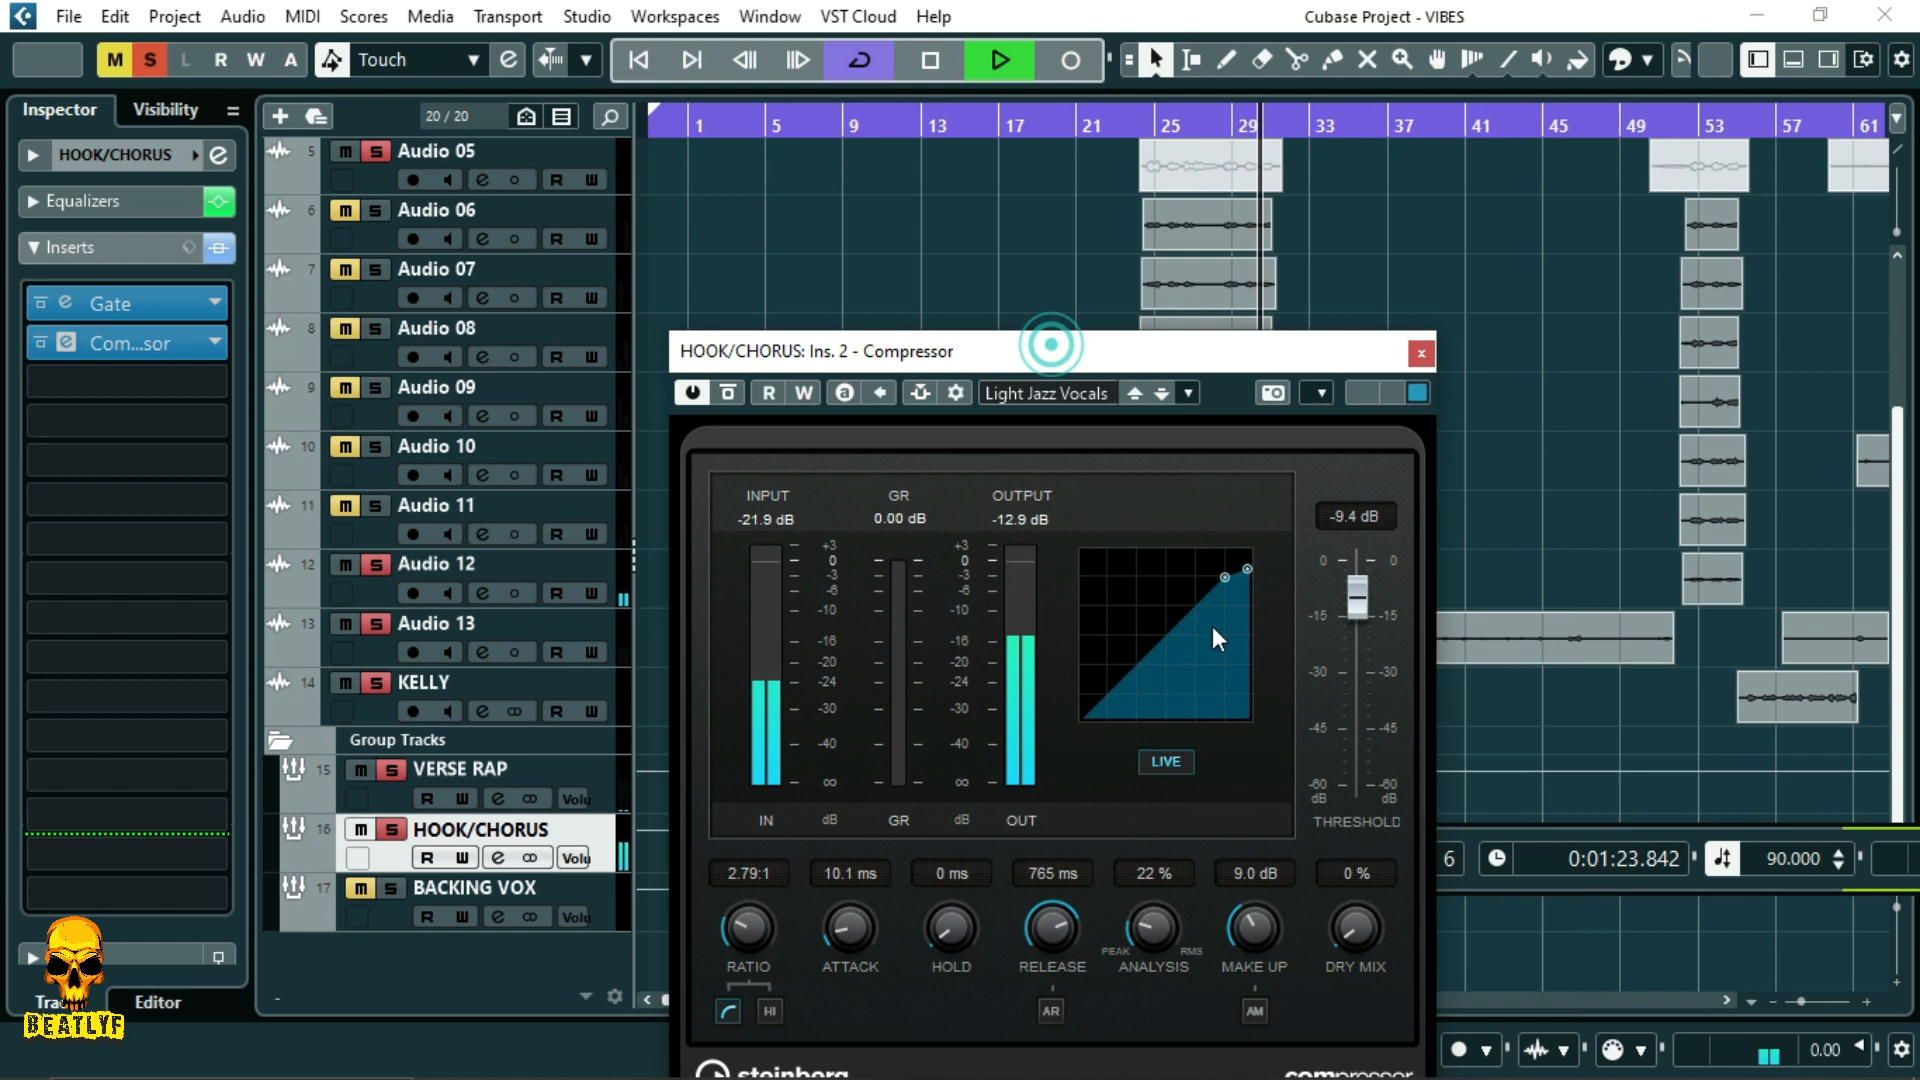 File Edit Project Audio MIDI Scores Media Transport Studio Workspaces Window VST Cloud Help
Cubase Project - VIBES
M S L R W A Touch
Inspector Visibility
20 / 20
1 5 9 13 17 21 25 29 33 37 41 45 49 53 57 61
HOOK/CHORUS
Equalizers
Inserts
Gate
Com...sor
5 m S Audio 05
R W
6 m S Audio 06
R W
7 m S Audio 07
R W
8 m S Audio 08
R W
9 m S Audio 09
R W
10 m S Audio 10
R W
11 m S Audio 11
R W
12 m S Audio 12
R W
13 m S Audio 13
R W
14 m S KELLY
R W
Group Tracks
15 m S VERSE RAP
R W Volu
16 m S HOOK/CHORUS
R W Volu
17 m S BACKING VOX
R W Volu
Editor
BEATLYF
HOOK/CHORUS: Ins. 2 - Compressor
x
R W a Light Jazz Vocals
INPUT GR OUTPUT
-21.9 dB 0.00 dB -12.9 dB
-9.4 dB
+3 +3
0 0 0 0
-3 -3
-6 -6
-10 -10
-15 -15
-16 -16
-20 -20
-24 -24
-30 -30
-30 -30
-40 -40
-45 -45
∞ ∞
-60 -60
dB dB
LIVE
IN dB GR dB OUT
THRESHOLD
2.79:1 10.1 ms 0 ms 765 ms 22 % 9.0 dB 0 %
PEAK RMS
RATIO ATTACK HOLD RELEASE ANALYSIS MAKE UP DRY MIX
HI AR AM
steinberg compressor
6 0:01:23.842 90.000
0.00